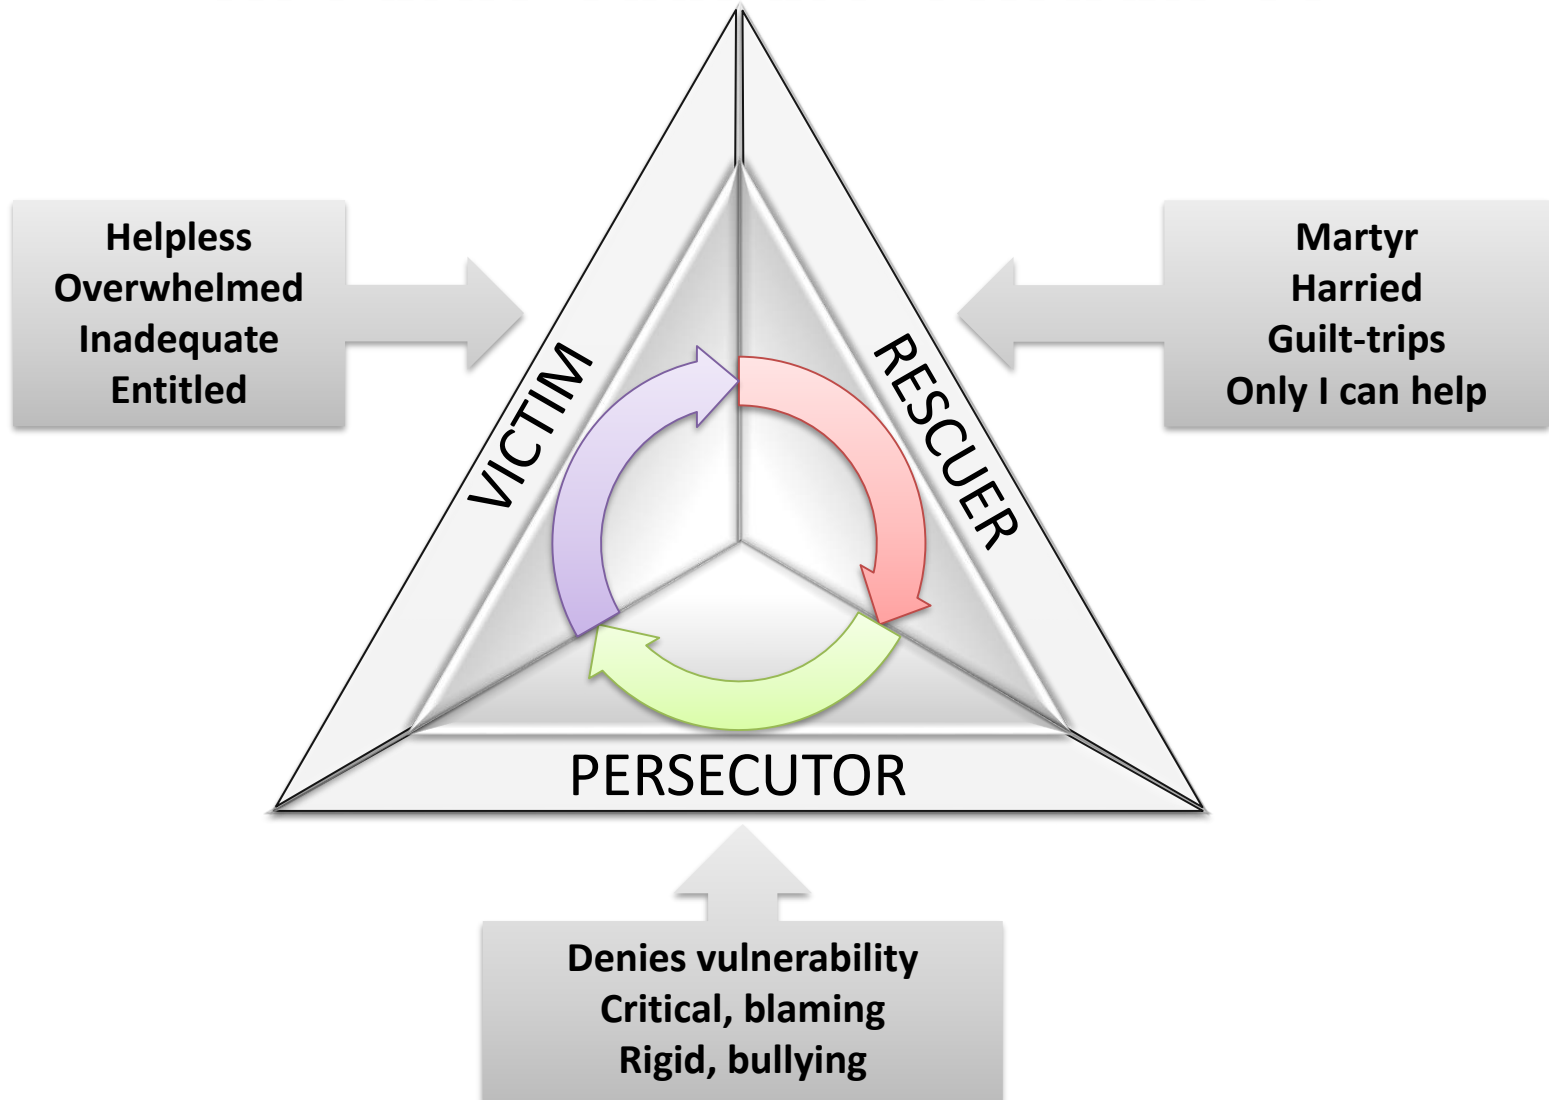 Helpless
Overwhelmed
Inadequate
Entitled
VICTIM
RESCUER
Martyr
Harried
Guilt-trips
Only I can help
PERSECUTOR
Denies vulnerability
Critical, blaming
Rigid, bullying